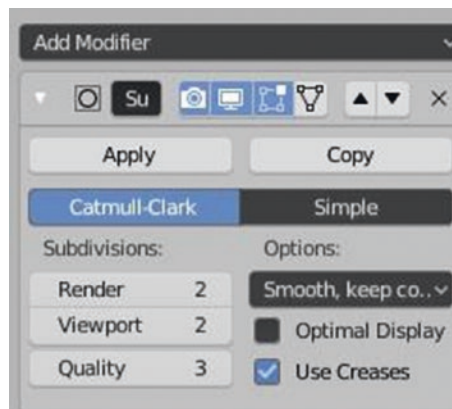 Add Modifier
Su
Apply Copy
Catmull-Clark Simple
Subdivisions: Options:
Render 2 Smooth, keep co..
Viewport 2 Optimal Display
Quality 3 Use Creases